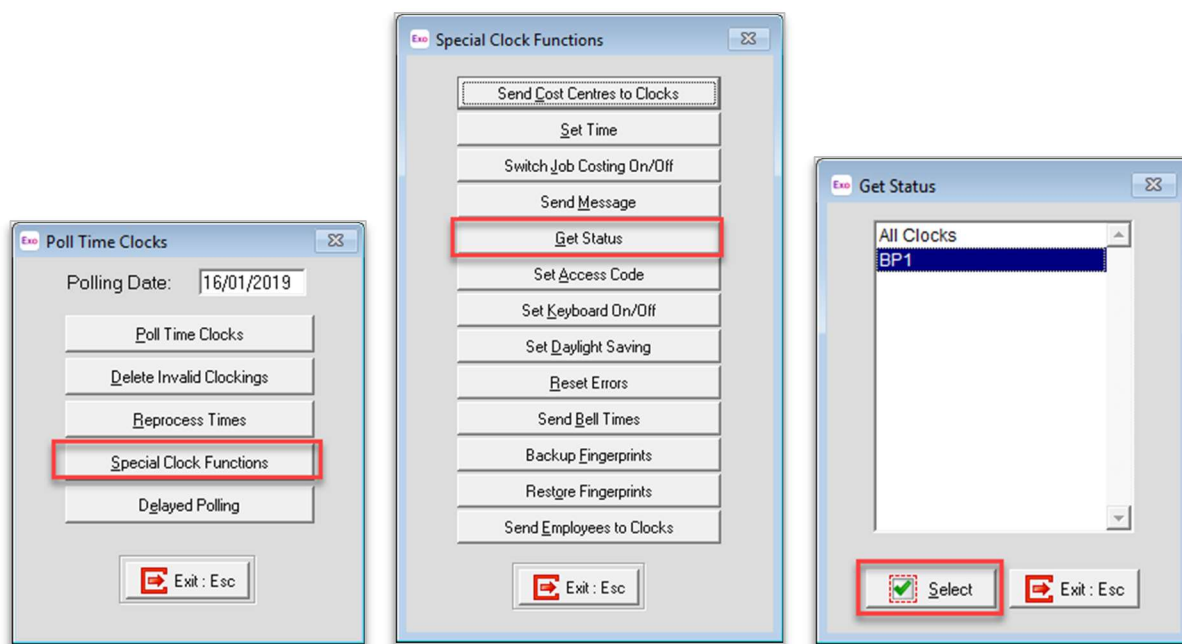 Exo Poll Time Clocks
Polling Date: 16/01/2019
Poll Time Clocks
Delete Invalid Clockings
Reprocess Times
Special Clock Functions
Delayed Polling
Exit : Esc
Exo Special Clock Functions
Send Cost Centres to Clocks
Set Time
Switch Job Costing On/Off
Send Message
Get Status
Set Access Code
Set Keyboard On/Off
Set Daylight Saving
Reset Errors
Send Bell Times
Backup Fingerprints
Restore Fingerprints
Send Employees to Clocks
Exit : Esc
Exo Get Status
All Clocks
BP1
Select Exit : Esc